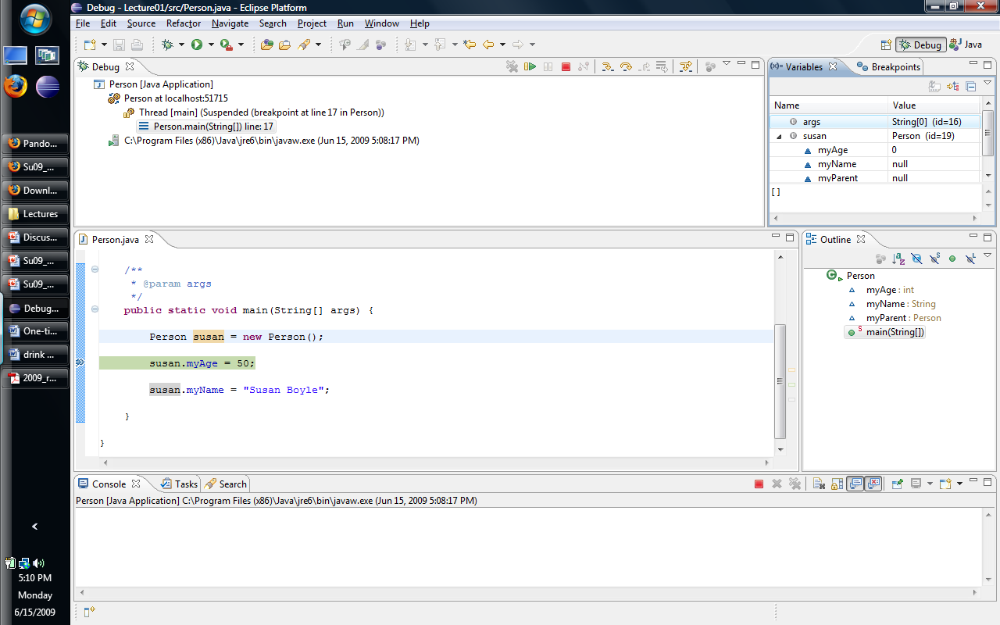 Debug - Lecture01/src/Person.java - Eclipse Platform
File Edit Source Refactor Navigate Search Project Run Window Help
Debug Java
Debug
Person [Java Application]
Person at localhost:51715
Thread [main] (Suspended (breakpoint at line 17 in Person))
Person.main(String[]) line: 17
C:\Program Files (x86)\Java\jre6\bin\javaw.exe (Jun 15, 2009 5:08:17 PM)
(x)= Variables Breakpoints
Name Value
args String[0] (id=16)
susan Person (id=19)
myAge 0
myName null
myParent null
[]
Person.java
/**
* @param args
*/
public static void main(String[] args) {
Person susan = new Person();
susan.myAge = 50;
susan.myName = "Susan Boyle";
}
}
Outline
Person
myAge : int
myName : String
myParent : Person
main(String[])
Console Tasks Search
Person [Java Application] C:\Program Files (x86)\Java\jre6\bin\javaw.exe (Jun 15, 2009 5:08:17 PM)
Pando...
Su09_...
Downl...
Lectures
Discus...
Su09_...
Su09_...
Debug...
One-ti...
drink ...
2009_r...
5:10 PM
Monday
6/15/2009